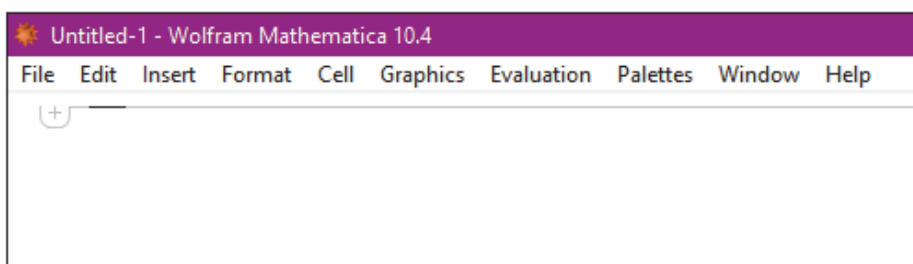 Untitled-1 - Wolfram Mathematica 10.4
File Edit Insert Format Cell Graphics Evaluation Palettes Window Help
+